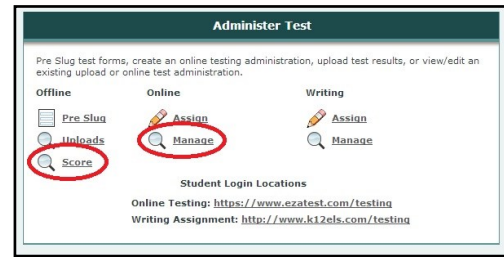 Administer Test
Pre Slug test forms, create an online testing administration, upload test results, or view/edit an
existing upload or online test administration.
Offline Online Writing
Pre Slug Assign Assign
Uploads Manage Manage
Score
Student Login Locations
Online Testing: https://www.ezatest.com/testing
Writing Assignment: http://www.k12els.com/testing